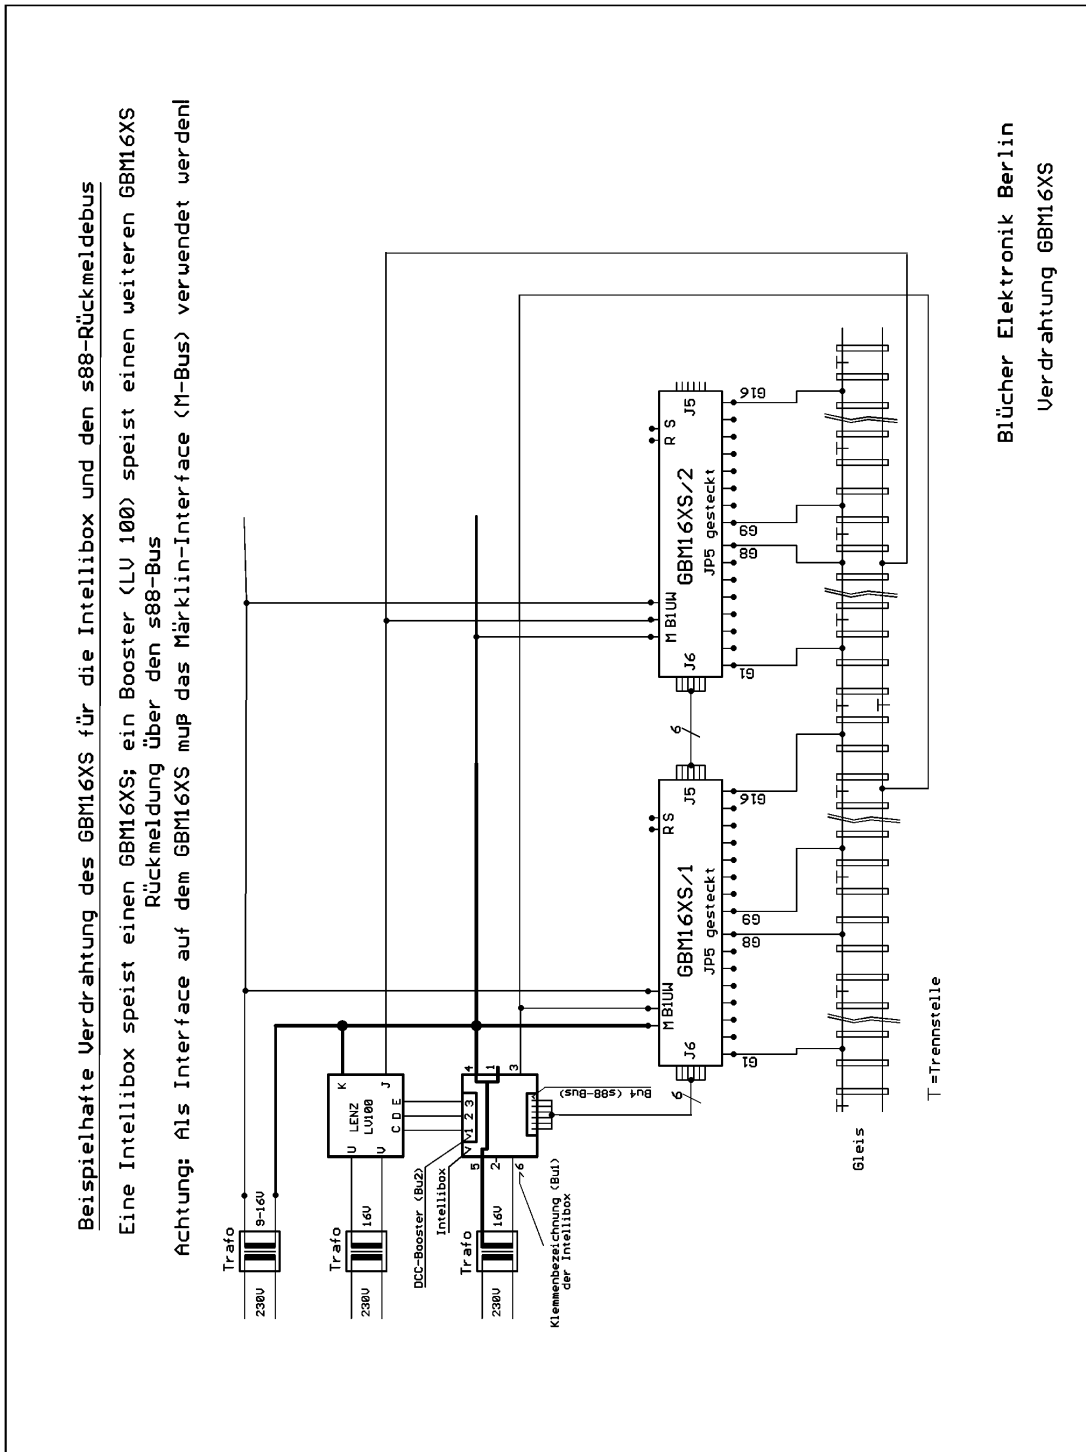 Beispielhafte Verdrahtung des GBM16XS für die Intellibox und den s88-Rückmeldebus
Eine Intellibox speist einen GBM16XS; ein Booster (LV 100) speist einen weiteren GBM16XS
Rückmeldung über den s88-Bus
Achtung: Als Interface auf dem GBM16XS muß das Märklin-Interface (M-Bus) verwendet werden!
Trafo
230V
9-16V
Trafo
230V
16V
U
V
LENZ
LV100
K
J
C D E
DCC-Booster (Bu2)
Intellibox
Trafo
230V
16V
5
2
6
V
1 2 3
4
1
3
Bu4 (s88-Bus)
Klemmenbezeichnung (Bu1)
der Intellibox
6
J6
M B1UW
GBM16XS/1
JP5 gesteckt
R S
J5
G1
G8
G9
G16
6
J6
M B1UW
GBM16XS/2
JP5 gesteckt
R S
J5
G1
G8
G9
G16
Gleis
T=Trennstelle
Blücher Elektronik Berlin
Verdrahtung GBM16XS